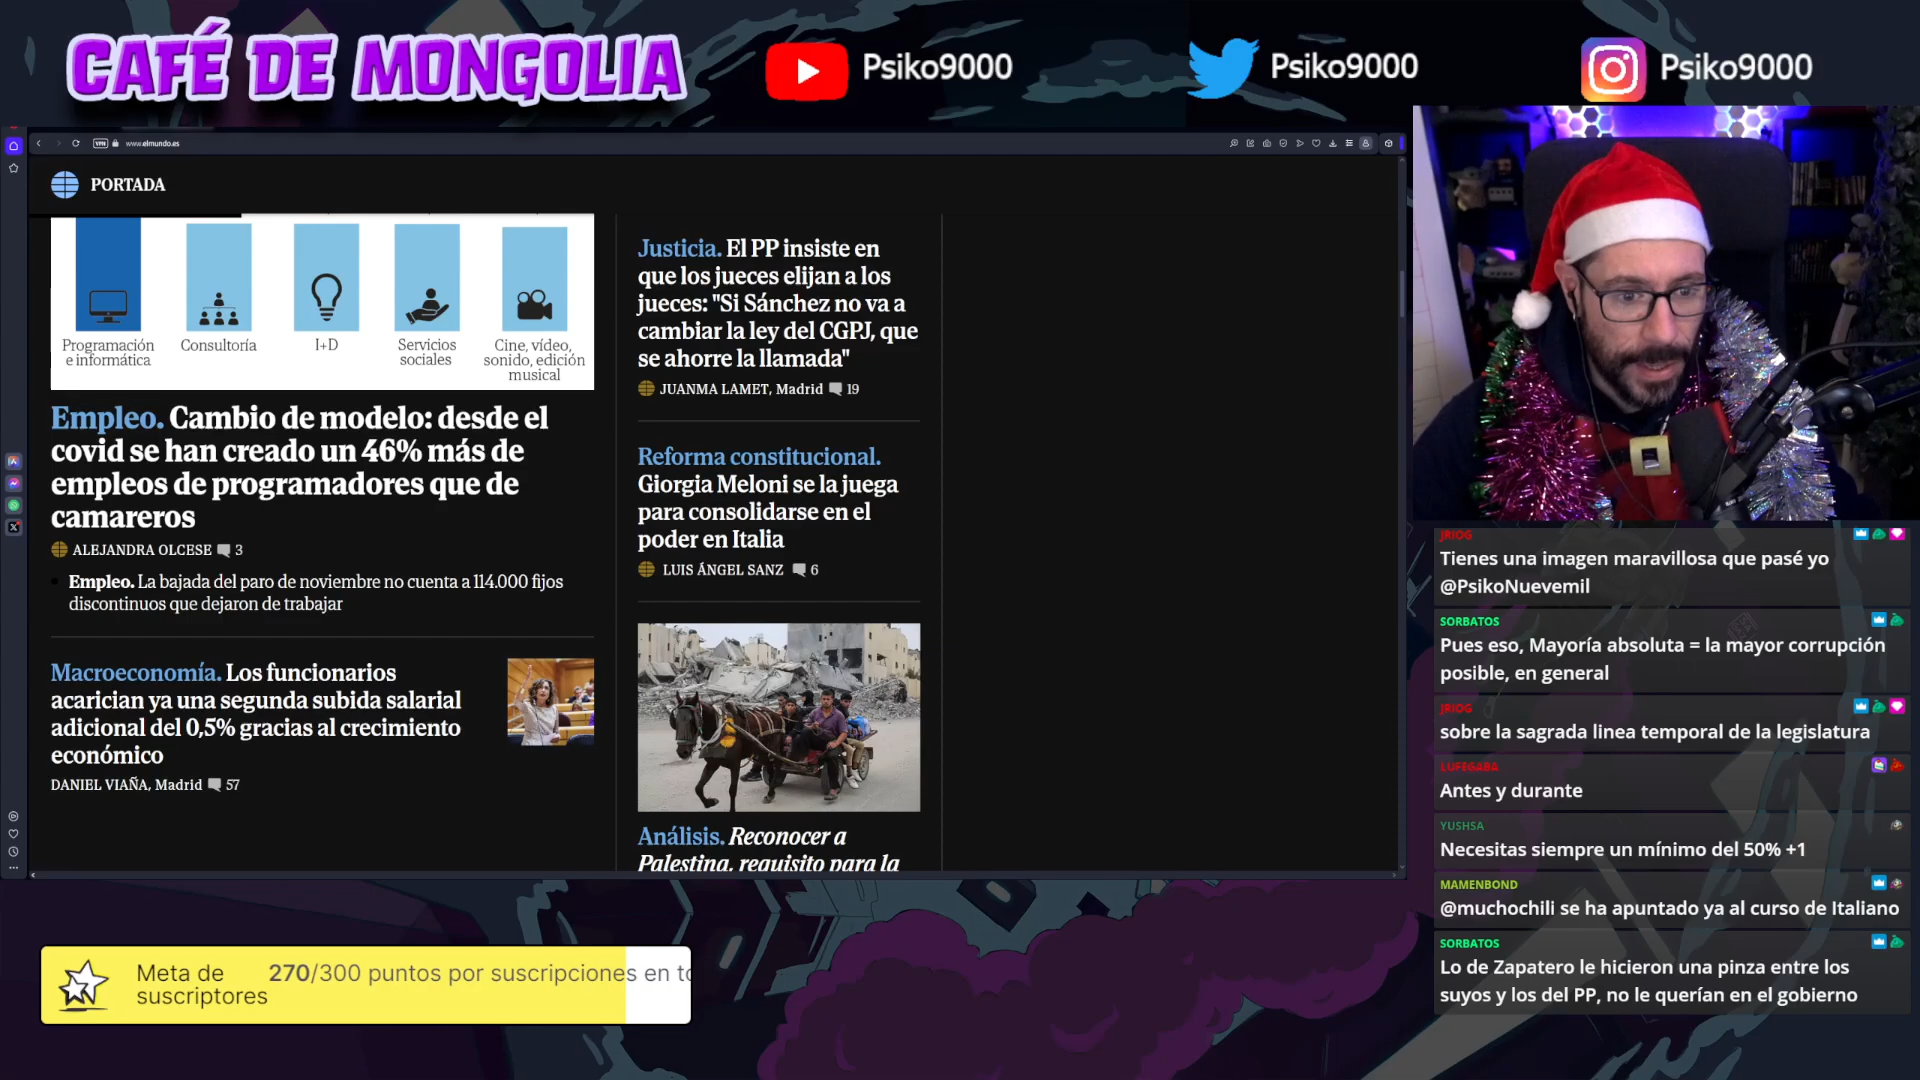 CAFÉ DE MONGOLIA
Psiko9000
Psiko9000
Psiko9000
VPN
www.elmundo.es
PORTADA
Programación
e informática
Consultoría
I+D
Servicios
sociales
Cine, vídeo,
sonido, edición
musical
Empleo. Cambio de modelo: desde el
covid se han creado un 46% más de
empleos de programadores que de
camareros
ALEJANDRA OLCESE 3
Empleo. La bajada del paro de noviembre no cuenta a 114.000 fijos
discontinuos que dejaron de trabajar
Macroeconomía. Los funcionarios
acarician ya una segunda subida salarial
adicional del 0,5% gracias al crecimiento
económico
DANIEL VIAÑA, Madrid 57
Justicia. El PP insiste en
que los jueces elijan a los
jueces: "Si Sánchez no va a
cambiar la ley del CGPJ, que
se ahorre la llamada"
JUANMA LAMET, Madrid 19
Reforma constitucional.
Giorgia Meloni se la juega
para consolidarse en el
poder en Italia
LUIS ÁNGEL SANZ 6
Análisis. Reconocer a
Palestina, requisito para la
JRIOG
Tienes una imagen maravillosa que pasé yo
@PsikoNuevemil
SORBATOS
Pues eso, Mayoría absoluta = la mayor corrupción
posible, en general
JRIOG
sobre la sagrada linea temporal de la legislatura
LUFEGABA
Antes y durante
YUSHSA
Necesitas siempre un mínimo del 50% +1
MAMENBOND
@muchochili se ha apuntado ya al curso de Italiano
SORBATOS
Lo de Zapatero le hicieron una pinza entre los
suyos y los del PP, no le querían en el gobierno
Meta de
suscriptores
270/300 puntos por suscripciones en to